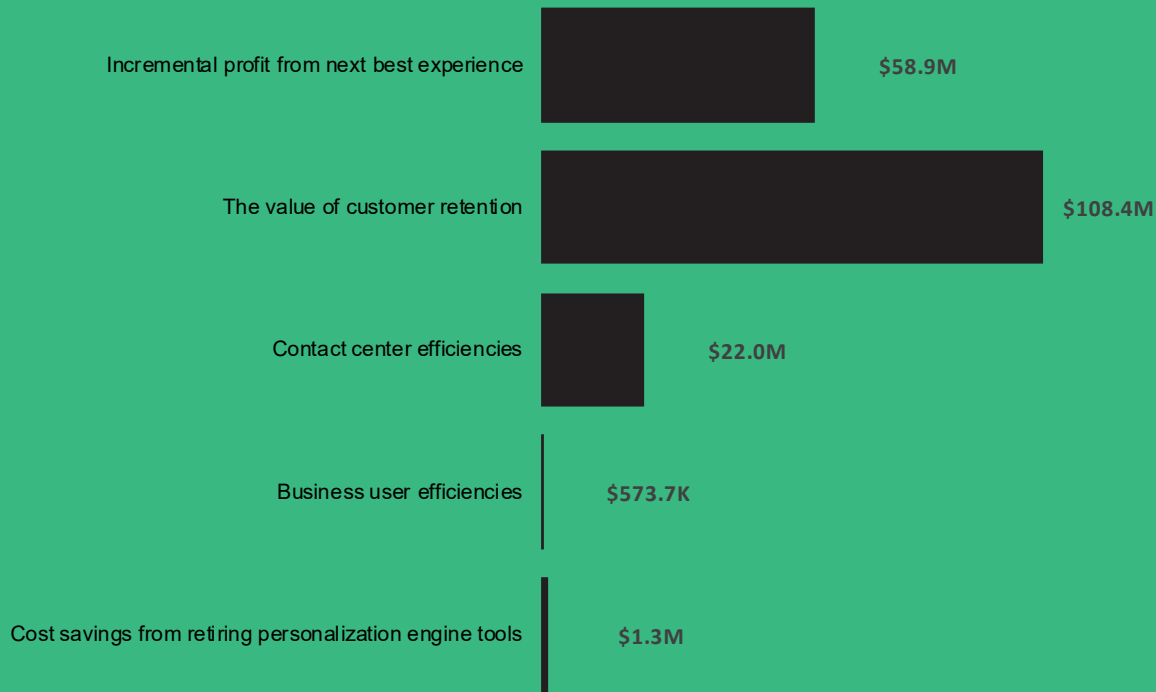 Incremental profit from next best experience
$58.9M
The value of customer retention
$108.4M
Contact center efficiencies
$22.0M
Business user efficiencies
$573.7K
Cost savings from retiring personalization engine tools
$1.3M